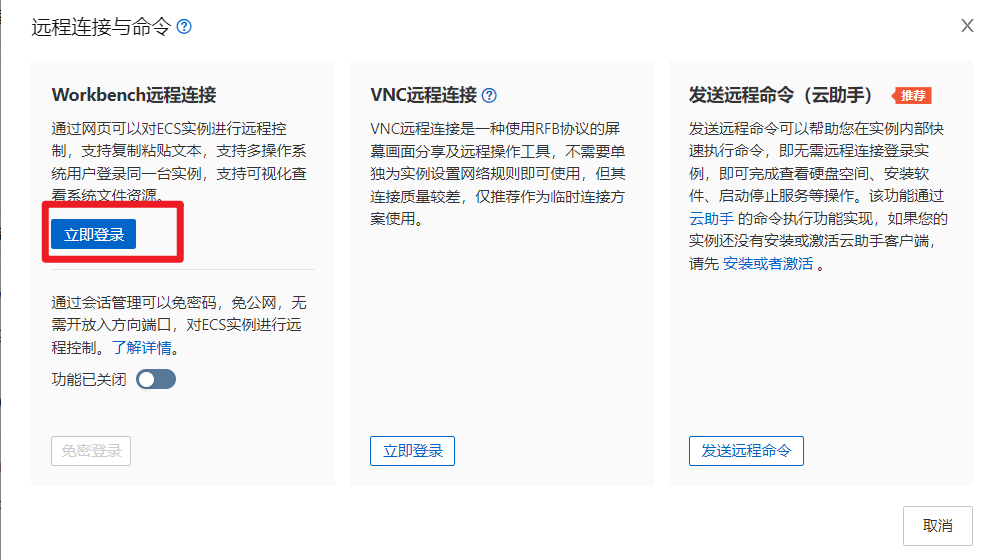 远程连接与命令
Workbench远程连接
通过网页可以对ECS实例进行远程控
制，支持复制粘贴文本，支持多操作系
统用户登录同一台实例，支持可视化查
看系统文件资源。
立即登录
通过会话管理可以免密码，免公网，无
需开放入方向端口，对ECS实例进行远
程控制。了解详情。
功能已关闭
免密登录
VNC远程连接
VNC远程连接是一种使用RFB协议的屏
幕画面分享及远程操作工具，不需要单
独为实例设置网络规则即可使用，但其
连接质量较差，仅推荐作为临时连接方
案使用。
立即登录
发送远程命令（云助手） 推荐
发送远程命令可以帮助您在实例内部快
速执行命令，即无需远程连接登录实
例，即可完成查看硬盘空间、安装软
件、启动停止服务等操作。该功能通过
云助手 的命令执行功能实现，如果您的
实例还没有安装或激活云助手客户端，
请先 安装或者激活 。
发送远程命令
取消